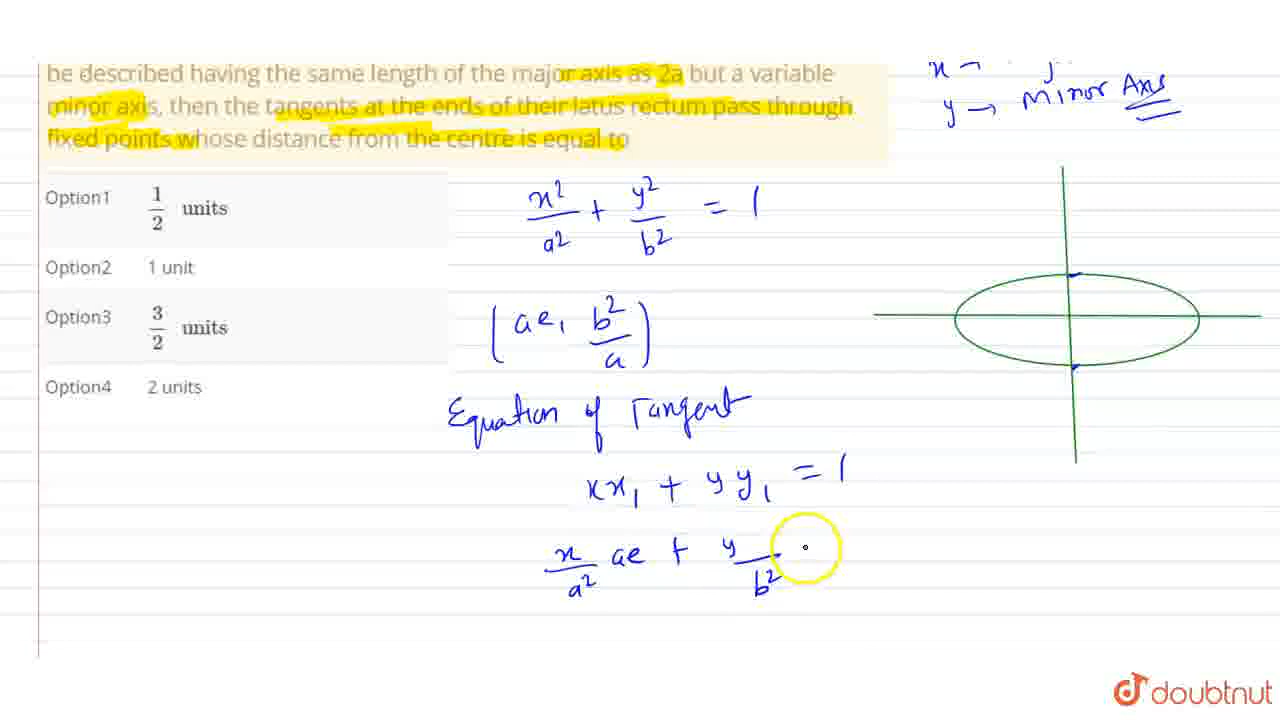 be described having the same length of the major axis as 2a but a variable
minor axis, then the tangents at the ends of their latus rectum pass through
fixed points whose distance from the centre is equal to
x →
y → Minor Axis
Option1 1/2 units
Option2 1 unit
Option3 3/2 units
Option4 2 units
x²/a² + y²/b² = 1
(ae, b²/a)
Equation of Tangent
xx₁ + yy₁ = 1
x/a² ae + y/b²
doubtnut